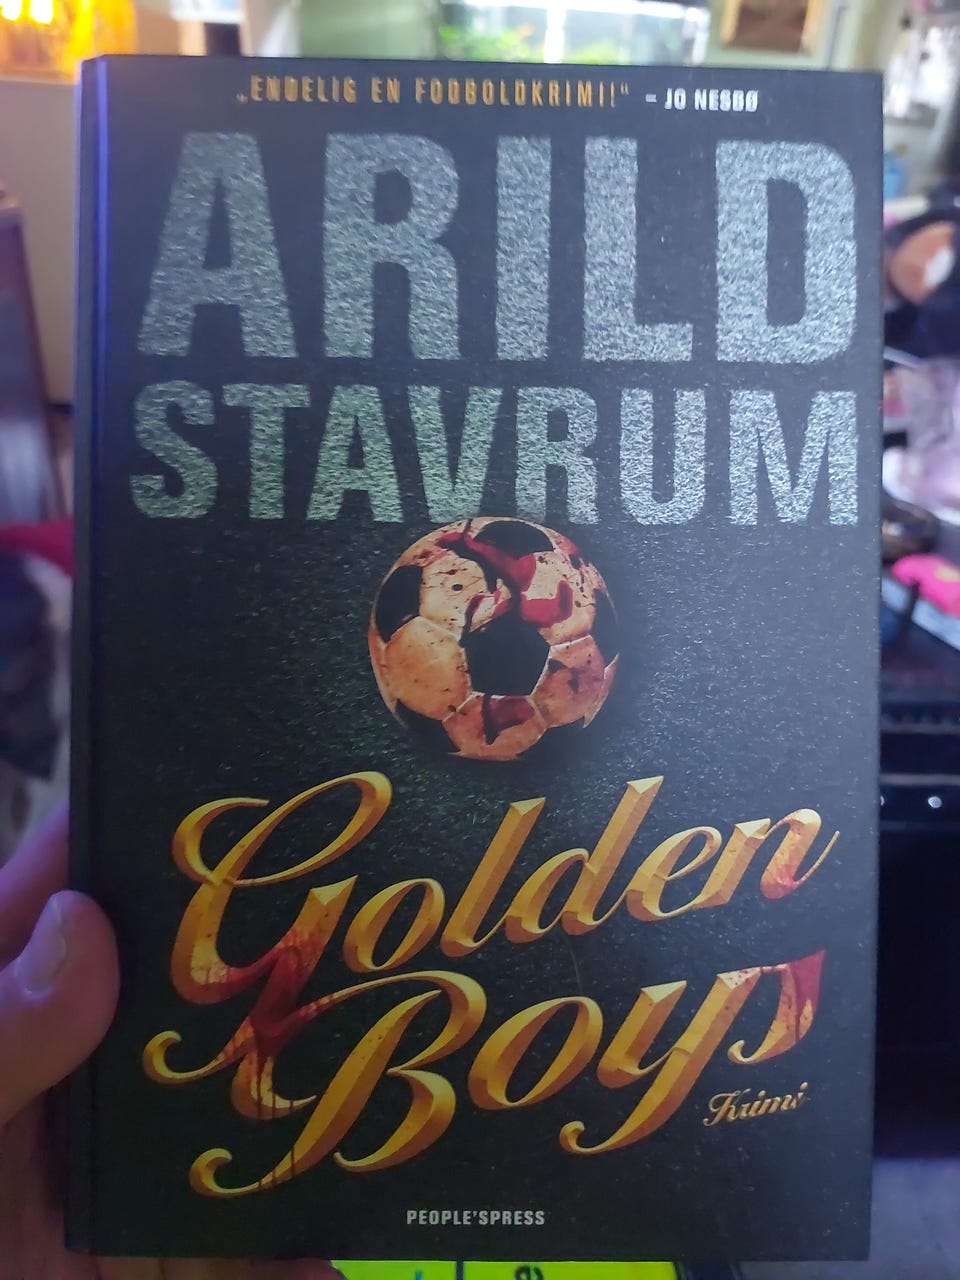 „ENDELIG EN FODBOLDKRIMI!“ – JO NESBØ
ARILD
STAVRUM
Golden
Boys
Krimi
PEOPLE'SPRESS